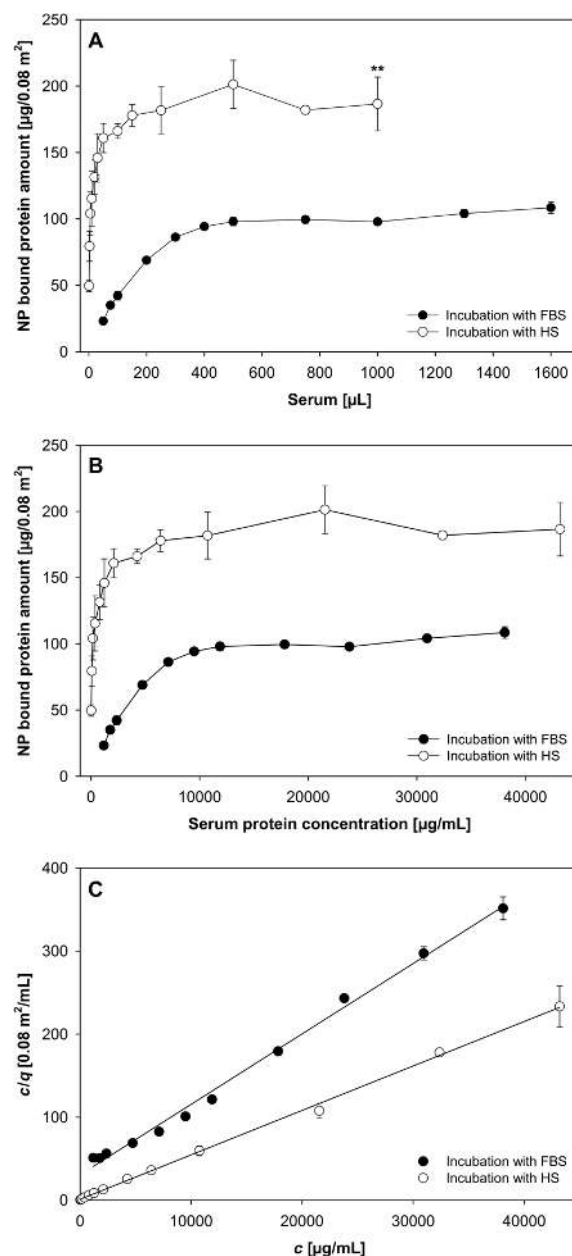 A
NP bound protein amount [µg/0.08 m²]
250
200
150
100
50
0
**
Incubation with FBS
Incubation with HS
0 200 400 600 800 1000 1200 1400 1600
Serum [µL]
B
NP bound protein amount [µg/0.08 m²]
250
200
150
100
50
0
Incubation with FBS
Incubation with HS
0 10000 20000 30000 40000
Serum protein concentration [µg/mL]
C
c/q [0.08 m²/mL]
400
300
200
100
0
Incubation with FBS
Incubation with HS
0 10000 20000 30000 40000
c [µg/mL]